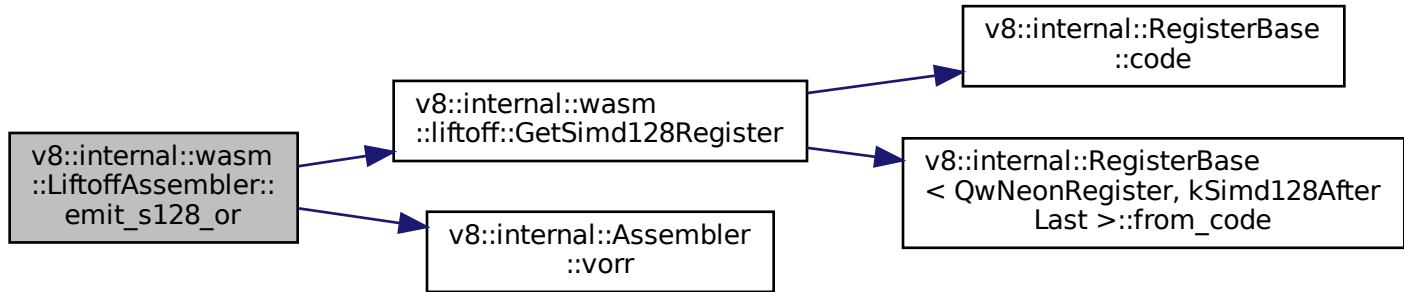 v8::internal::wasm
::LiftoffAssembler::
emit_s128_or
v8::internal::wasm
::liftoff::GetSimd128Register
v8::internal::RegisterBase
::code
v8::internal::RegisterBase
< QwNeonRegister, kSimd128After
Last >::from_code
v8::internal::Assembler
::vorr